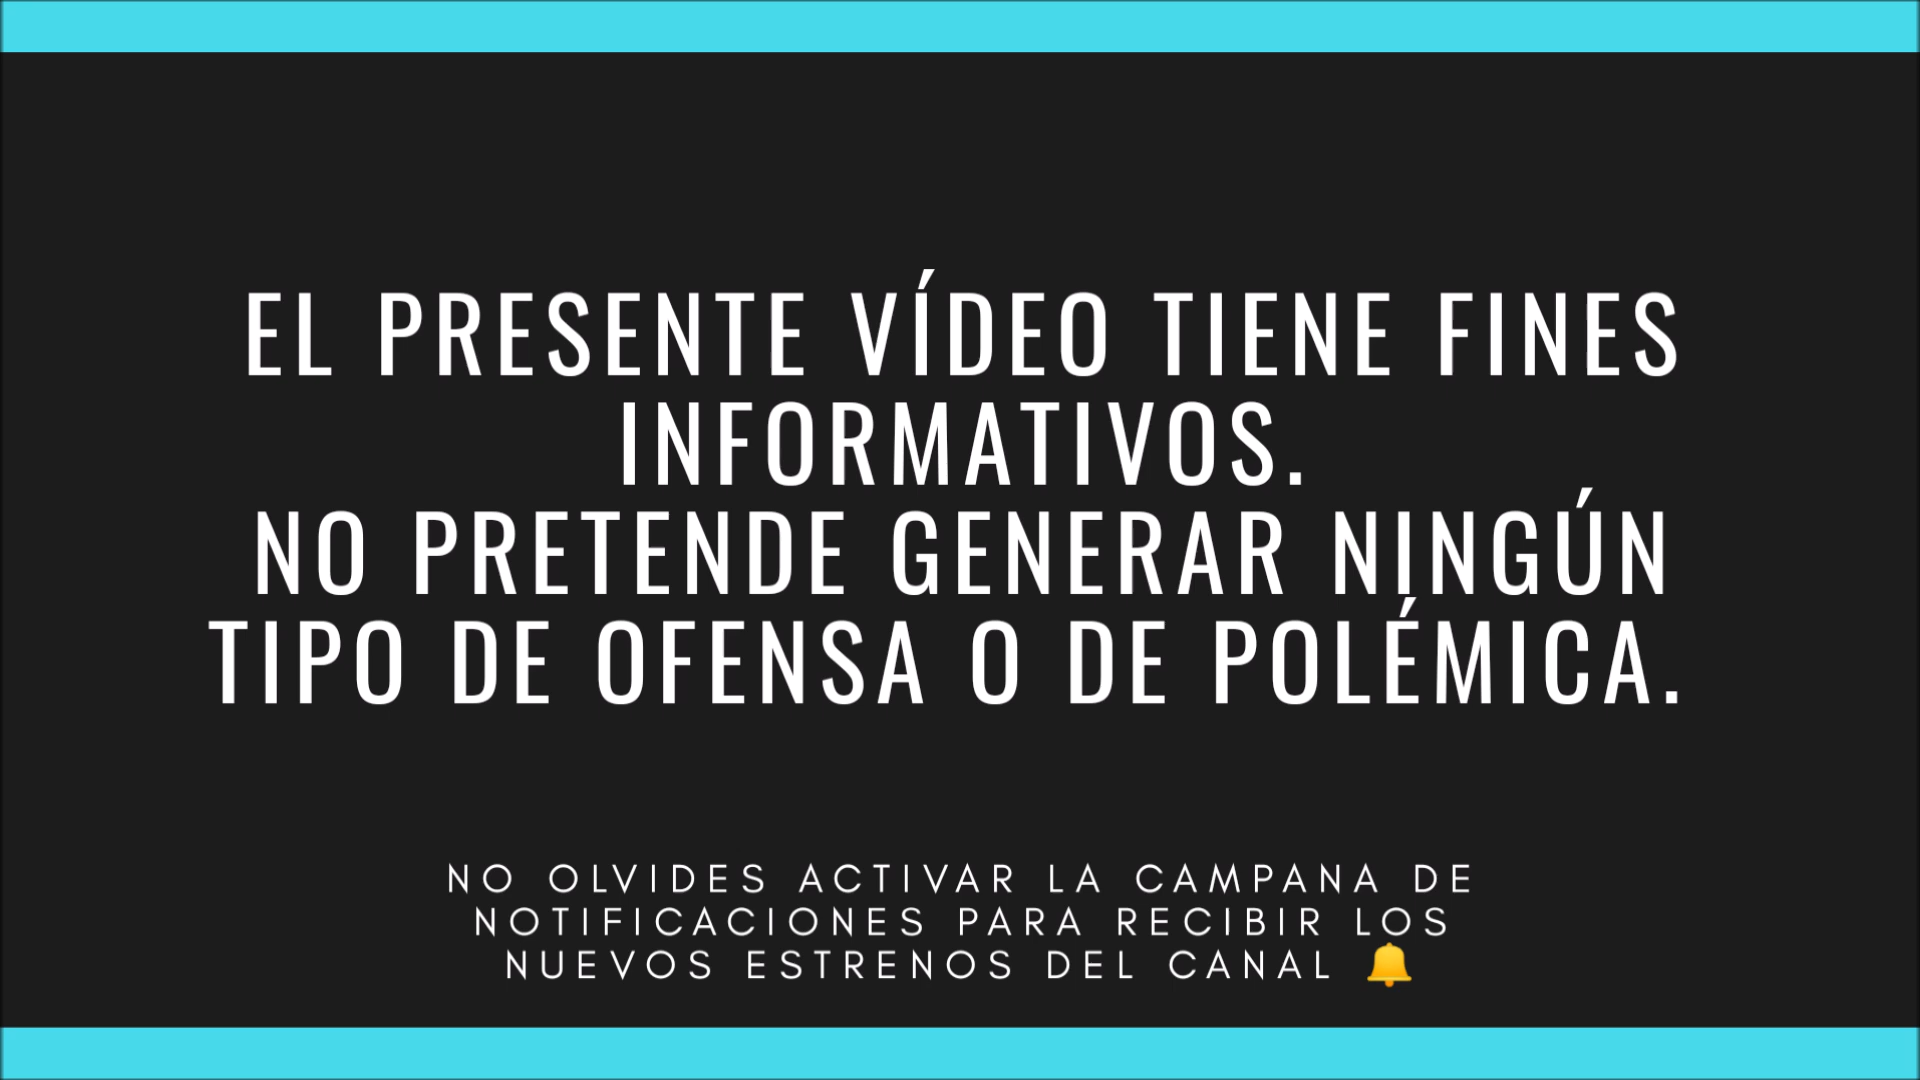 EL PRESENTE VÍDEO TIENE FINES
INFORMATIVOS.
NO PRETENDE GENERAR NINGÚN
TIPO DE OFENSA O DE POLÉMICA.
NO OLVIDES ACTIVAR LA CAMPANA DE
NOTIFICACIONES PARA RECIBIR LOS
NUEVOS ESTRENOS DEL CANAL 🔔